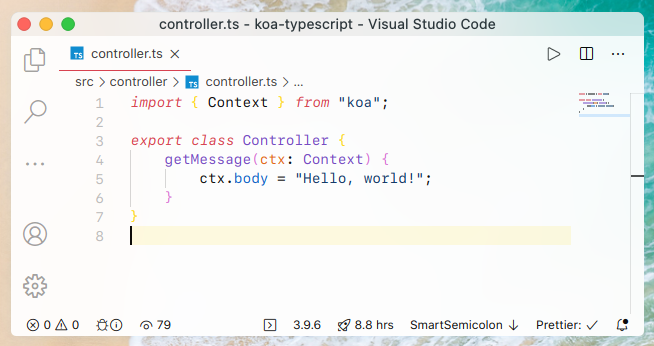 controller.ts - koa-typescript - Visual Studio Code
TS controller.ts
src > controller > TS controller.ts > ...
1 import { Context } from "koa";
2
3 export class Controller {
4 getMessage(ctx: Context) {
5 ctx.body = "Hello, world!";
6 }
7 }
8
0 0 79 3.9.6 8.8 hrs SmartSemicolon ↓ Prettier: ✓